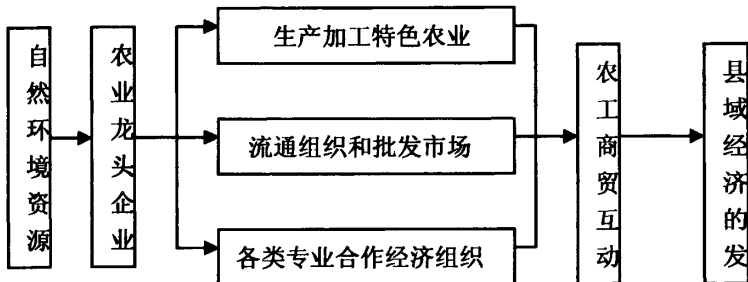 自然环境资源
农业龙头企业
生产加工特色农业
流通组织和批发市场
各类专业合作经济组织
农工商贸互动
县域经济的发